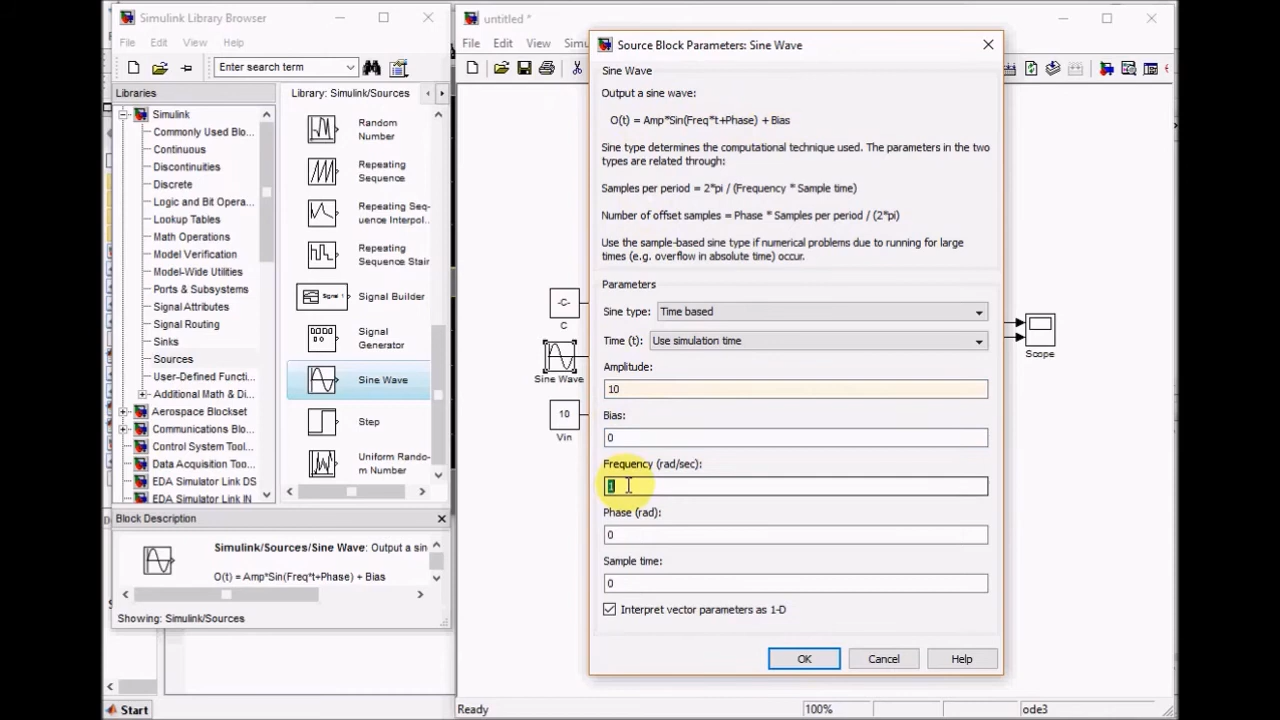 Simulink Library Browser
File Edit View Help
Enter search term
Libraries
Library: Simulink/Sources
Simulink
Commonly Used Blo...
Continuous
Discontinuities
Discrete
Logic and Bit Opera...
Lookup Tables
Math Operations
Model Verification
Model-Wide Utilities
Ports & Subsystems
Signal Attributes
Signal Routing
Sinks
Sources
User-Defined Functi...
Additional Math & Di...
Aerospace Blockset
Communications Blo...
Control System Tool...
Data Acquisition Too...
EDA Simulator Link DS
EDA Simulator Link IN
Random
Number
Repeating
Sequence
Repeating Seq-
uence Interpol..
Repeating
Sequence Stair
Signal Builder
Signal 1
Signal
Generator
Sine Wave
Step
Uniform Rando-
m Number
Block Description
Simulink/Sources/Sine Wave: Output a sin
O(t) = Amp*Sin(Freq*t+Phase) + Bias
Showing: Simulink/Sources
Start
untitled *
File Edit View Simu
-C-
C
Sine Wave
10
Vin
Scope
Ready
100%
ode3
Source Block Parameters: Sine Wave
Sine Wave
Output a sine wave:
O(t) = Amp*Sin(Freq*t+Phase) + Bias
Sine type determines the computational technique used. The parameters in the two
types are related through:
Samples per period = 2*pi / (Frequency * Sample time)
Number of offset samples = Phase * Samples per period / (2*pi)
Use the sample-based sine type if numerical problems due to running for large
times (e.g. overflow in absolute time) occur.
Parameters
Sine type: Time based
Time (t): Use simulation time
Amplitude:
10
Bias:
0
Frequency (rad/sec):
1
Phase (rad):
0
Sample time:
0
Interpret vector parameters as 1-D
OK Cancel Help